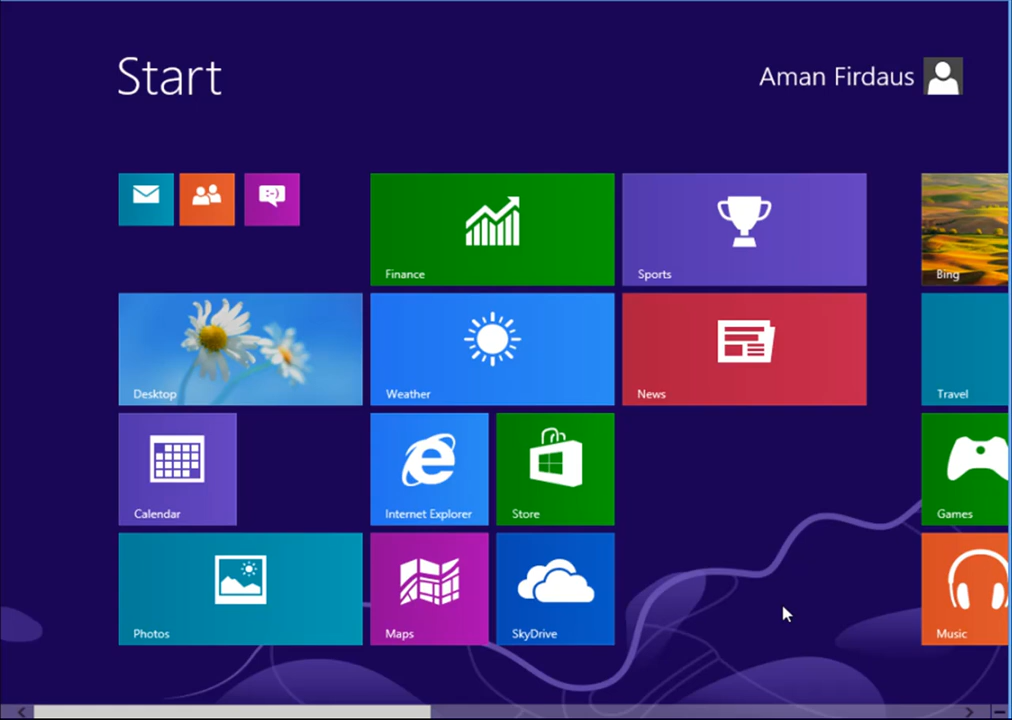 Start
Aman Firdaus
Finance
Sports
Bing
Desktop
Weather
News
Travel
Calendar
Internet Explorer
Store
Games
Photos
Maps
SkyDrive
Music